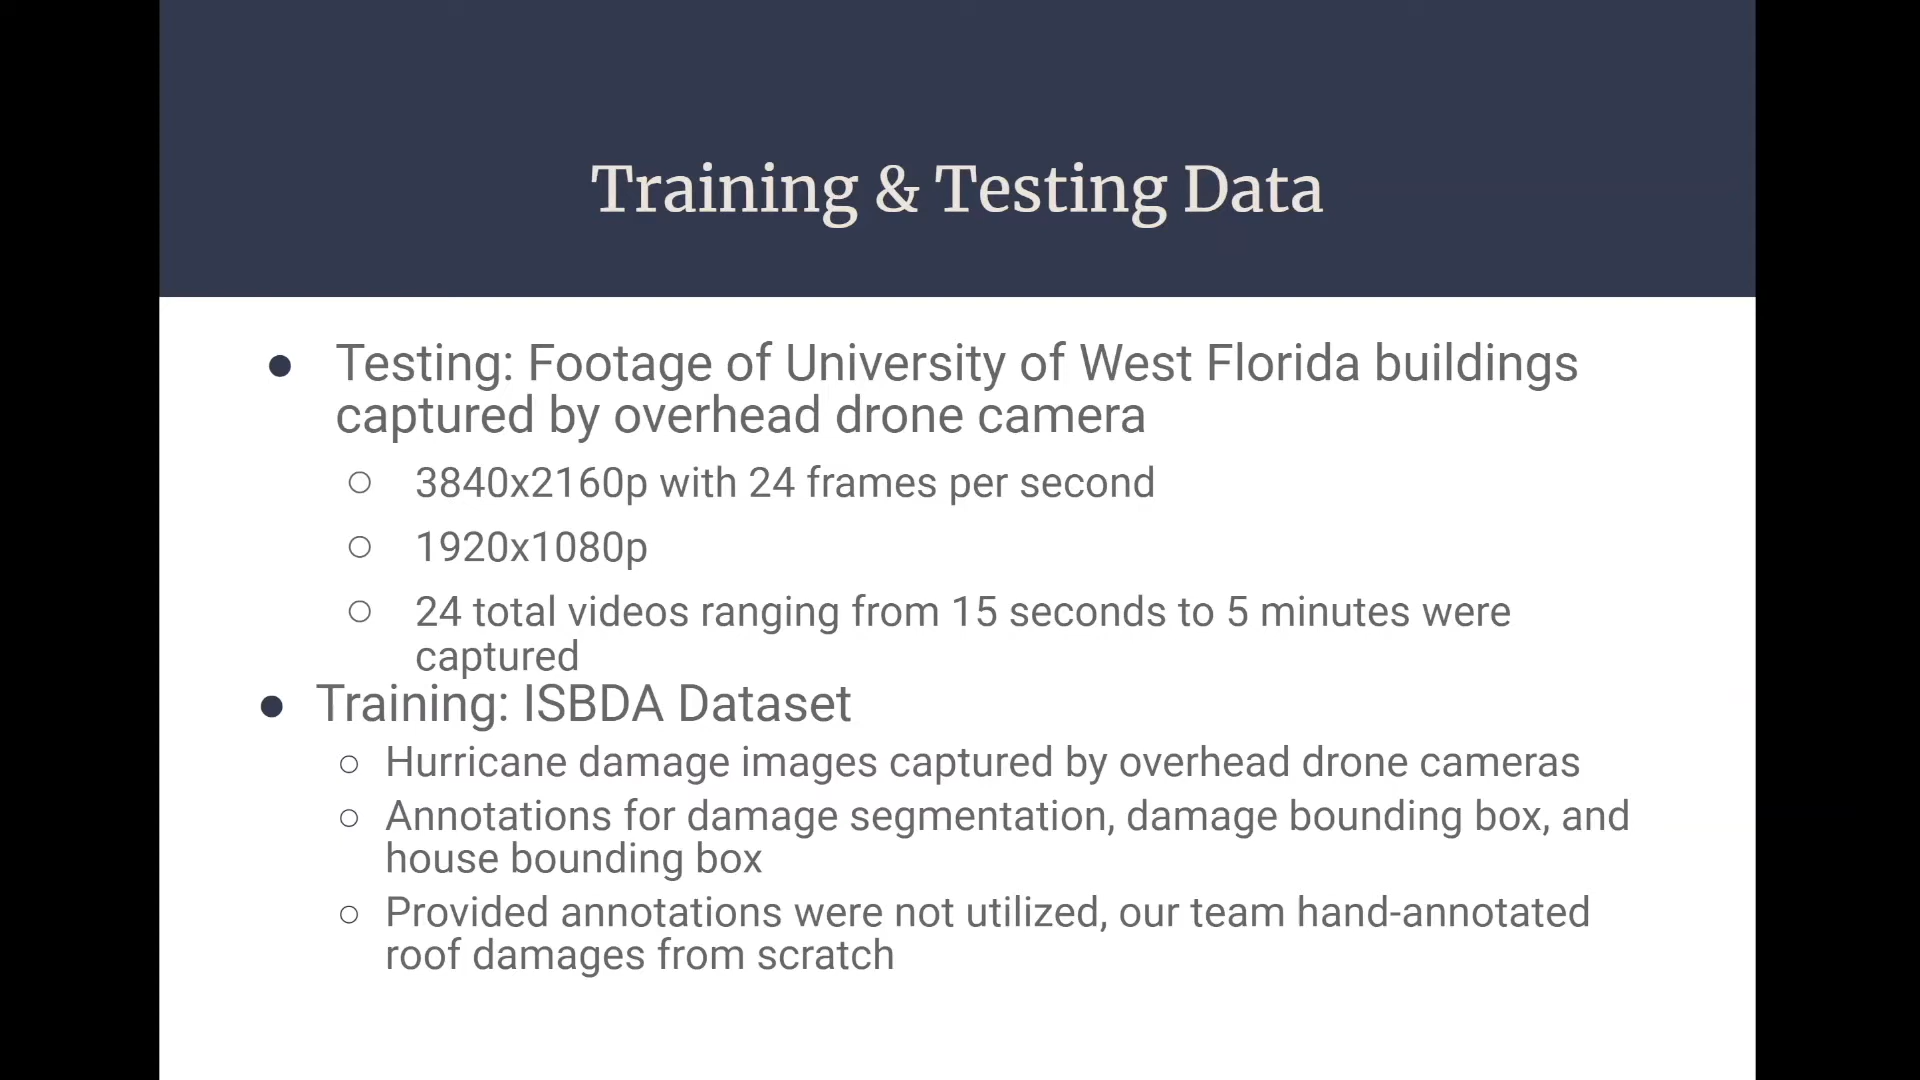 Training & Testing Data
● Testing: Footage of University of West Florida buildings
captured by overhead drone camera
○ 3840x2160p with 24 frames per second
○ 1920x1080p
○ 24 total videos ranging from 15 seconds to 5 minutes were
captured
● Training: ISBDA Dataset
○ Hurricane damage images captured by overhead drone cameras
○ Annotations for damage segmentation, damage bounding box, and
house bounding box
○ Provided annotations were not utilized, our team hand-annotated
roof damages from scratch